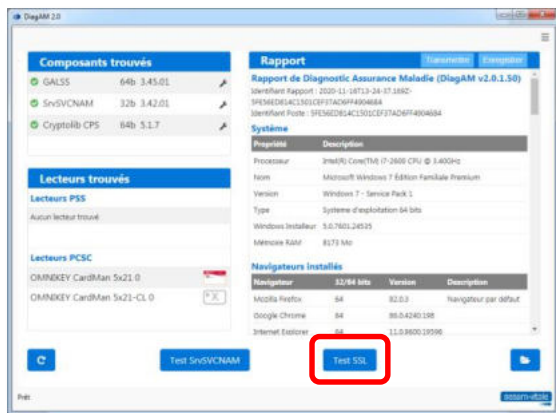 DiagAM 2.0
Composants trouvés
GALSS 64b 3.45.01
SrvSVCNAM 32b 3.42.01
Cryptolib CPS 64b 5.1.7
Lecteurs trouvés
Lecteurs PSS
Aucun lecteur trouvé
Lecteurs PCSC
OMNIKEY CardMan 5x21 0
OMNIKEY CardMan 5x21-CL 0
Rapport Transmettre Enregistrer
Rapport de Diagnostic Assurance Maladie (DiagAM v2.0.1.50)
Identifiant Rapport : 2020-11-18T13-24-37.169Z-
Identifiant Poste :
Système
Propriété Description
Processeur Intel(R) Core(TM) i7-2600 CPU @ 3.40GHz
Nom Microsoft Windows 7 Édition Familiale Premium
Version Windows 7 - Service Pack 1
Type Système d'exploitation 64 bits
Windows Installeur 5.0.7601.24535
Mémoire RAM 8173 Mo
Navigateurs installés
Navigateur 32/64 bits Version Description
Mozilla Firefox 64 82.0.3 Navigateur par défaut
Google Chrome 64 86.0.4240.198
Internet Explorer 64 11.0.9600.19596
Test SrvSVCNAM Test SSL
Prêt sesam-vitale